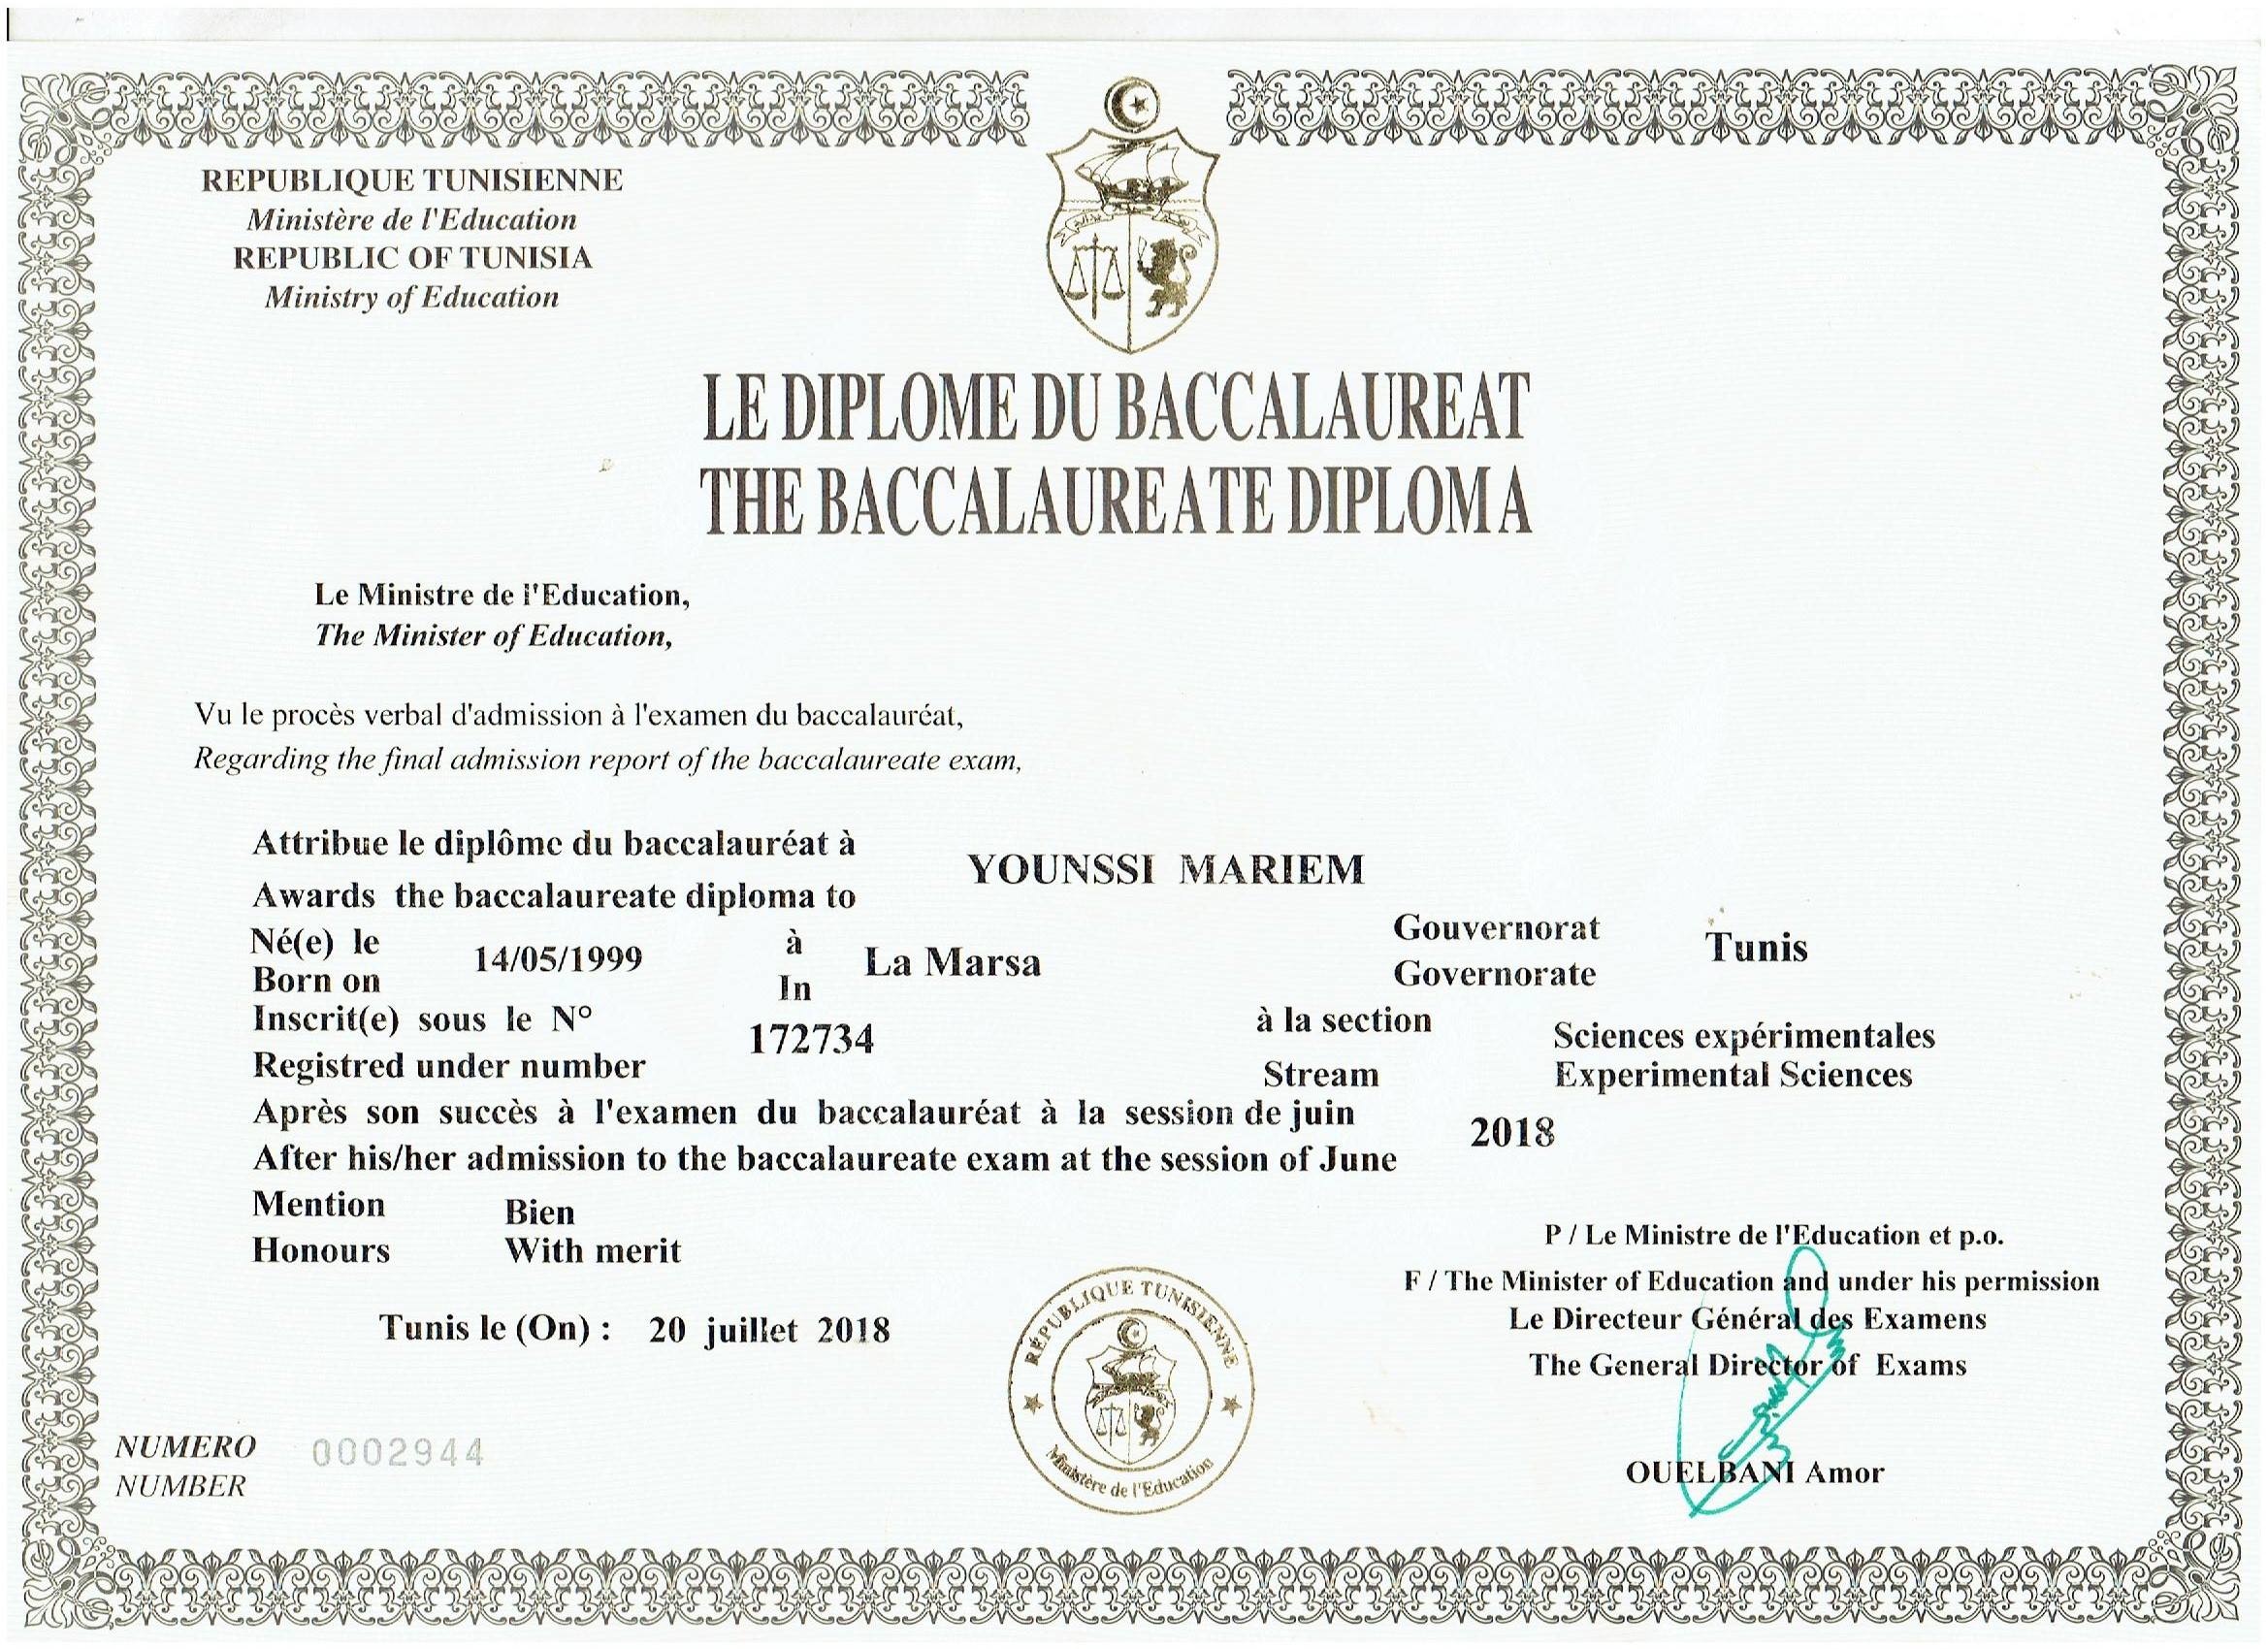 REPUBLIQUE TUNISIENNE
Ministère de l'Education
REPUBLIC OF TUNISIA
Ministry of Education
LE DIPLOME DU BACCALAUREAT
THE BACCALAUREATE DIPLOMA
Le Ministre de l'Education,
The Minister of Education,
Vu le procès verbal d'admission à l'examen du baccalauréat,
Regarding the final admission report of the baccalaureate exam,
Attribue le diplôme du baccalauréat à
Awards the baccalaureate diploma to
YOUNSSI MARIEM
Né(e) le
Born on
14/05/1999
à
In
La Marsa
Gouvernorat
Governorate
Tunis
Inscrit(e) sous le N°
Registred under number
172734
à la section
Stream
Sciences expérimentales
Experimental Sciences
Après son succès à l'examen du baccalauréat à la session de juin
After his/her admission to the baccalaureate exam at the session of June
2018
Mention
Honours
Bien
With merit
P / Le Ministre de l'Education et p.o.
F / The Minister of Education and under his permission
Le Directeur Général des Examens
The General Director of Exams
Tunis le (On) : 20 juillet 2018
RÉPUBLIQUE TUNISIENNE
Ministère de l'Education
OUELBANI Amor
NUMERO
NUMBER
0002944